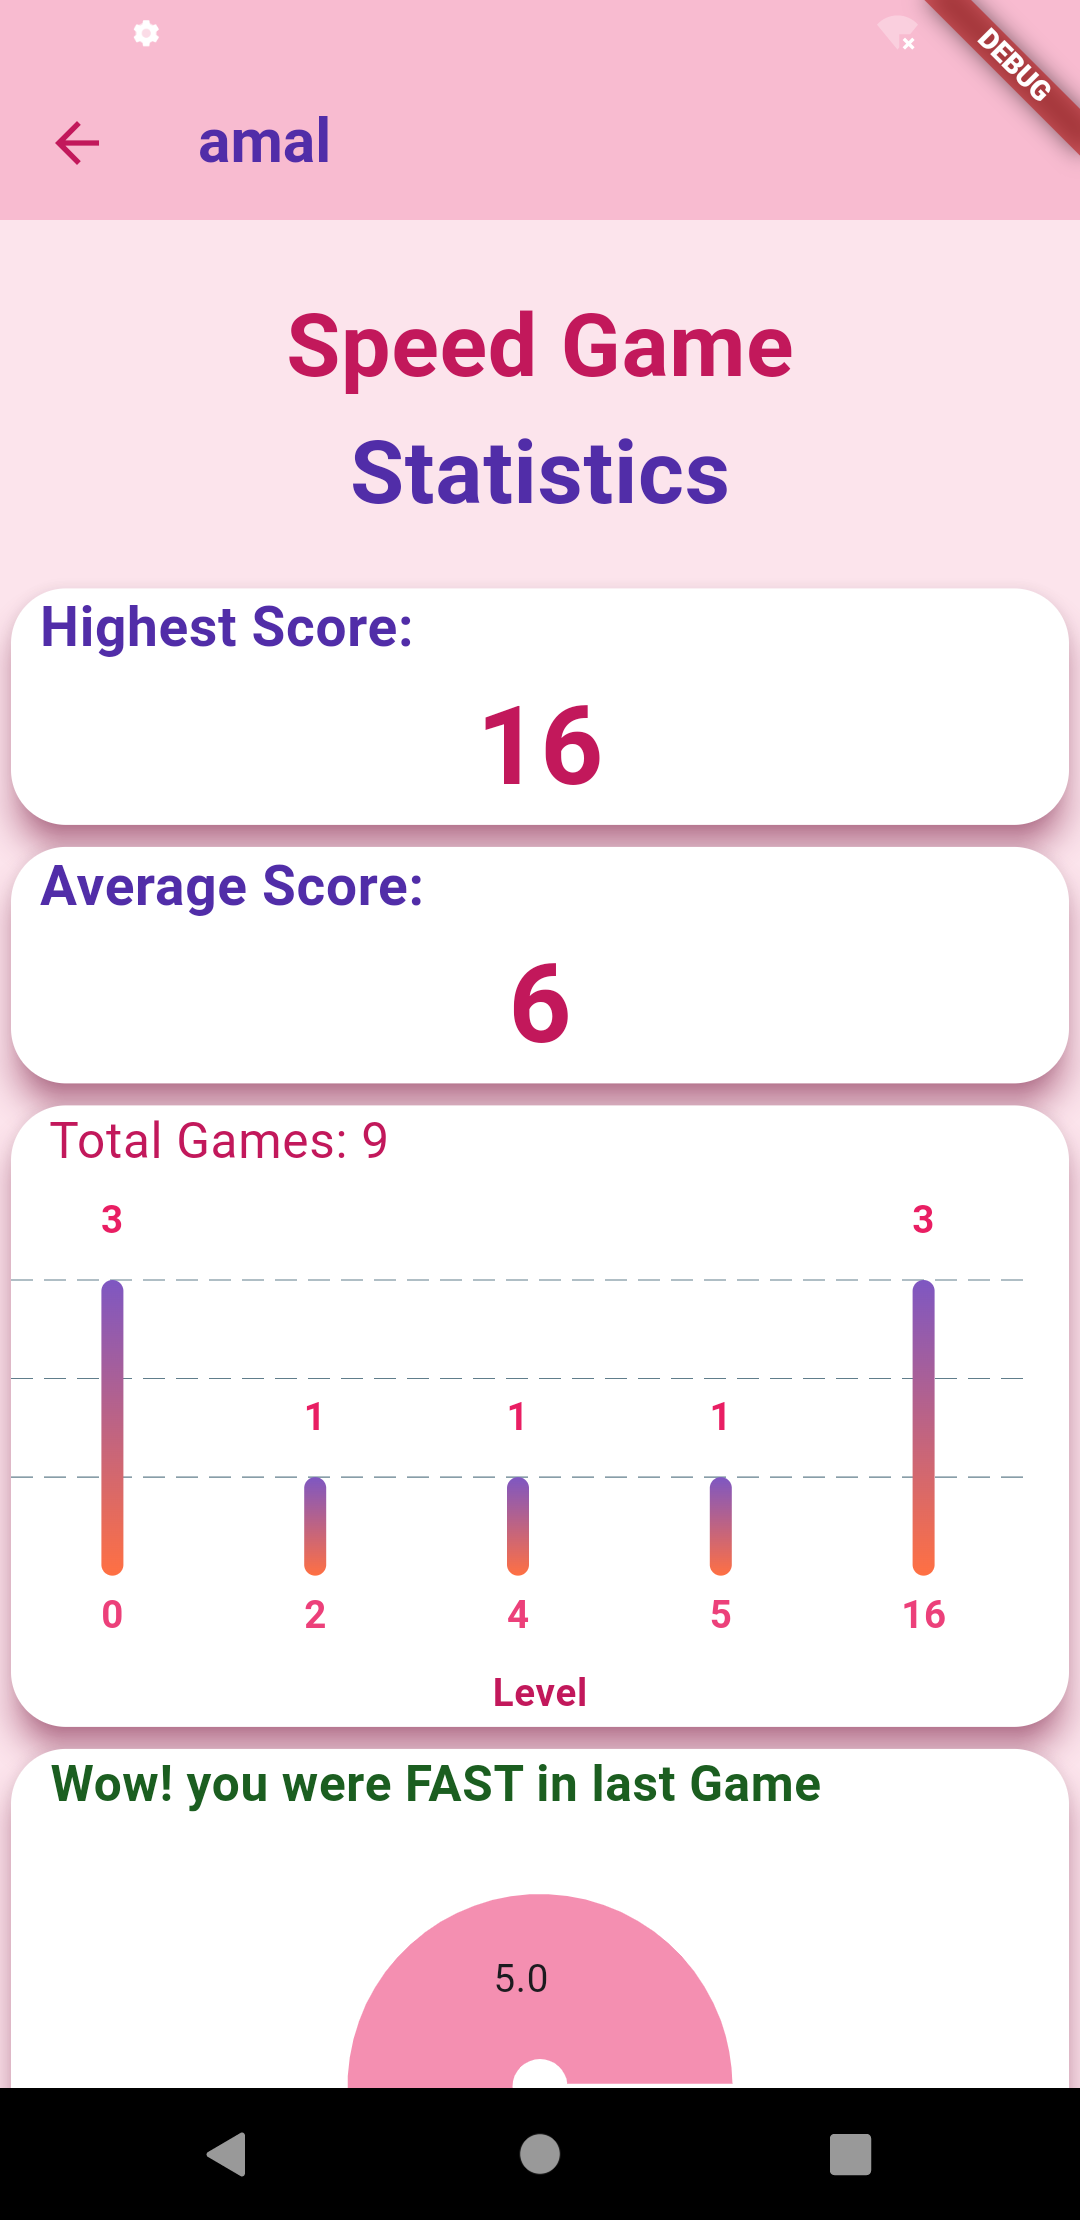 DEBUG
amal
Speed Game
Statistics
Highest Score:
16
Average Score:
6
Total Games: 9
3 3
1 1 1
0 2 4 5 16
Level
Wow! you were FAST in last Game
5.0